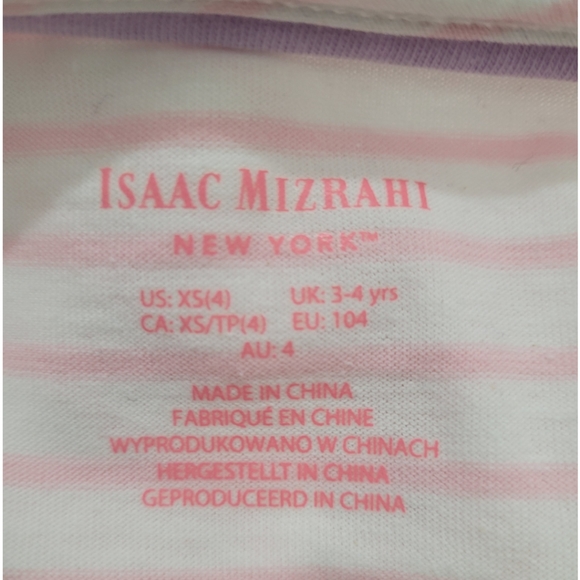 ISAAC MIZRAHI
NEW YORK™
US: XS(4) UK: 3-4 yrs
CA: XS/TP(4) EU: 104
AU: 4
MADE IN CHINA
FABRIQUÉ EN CHINE
WYPRODUKOWANO W CHINACH
HERGESTELLT IN CHINA
GEPRODUCEERD IN CHINA